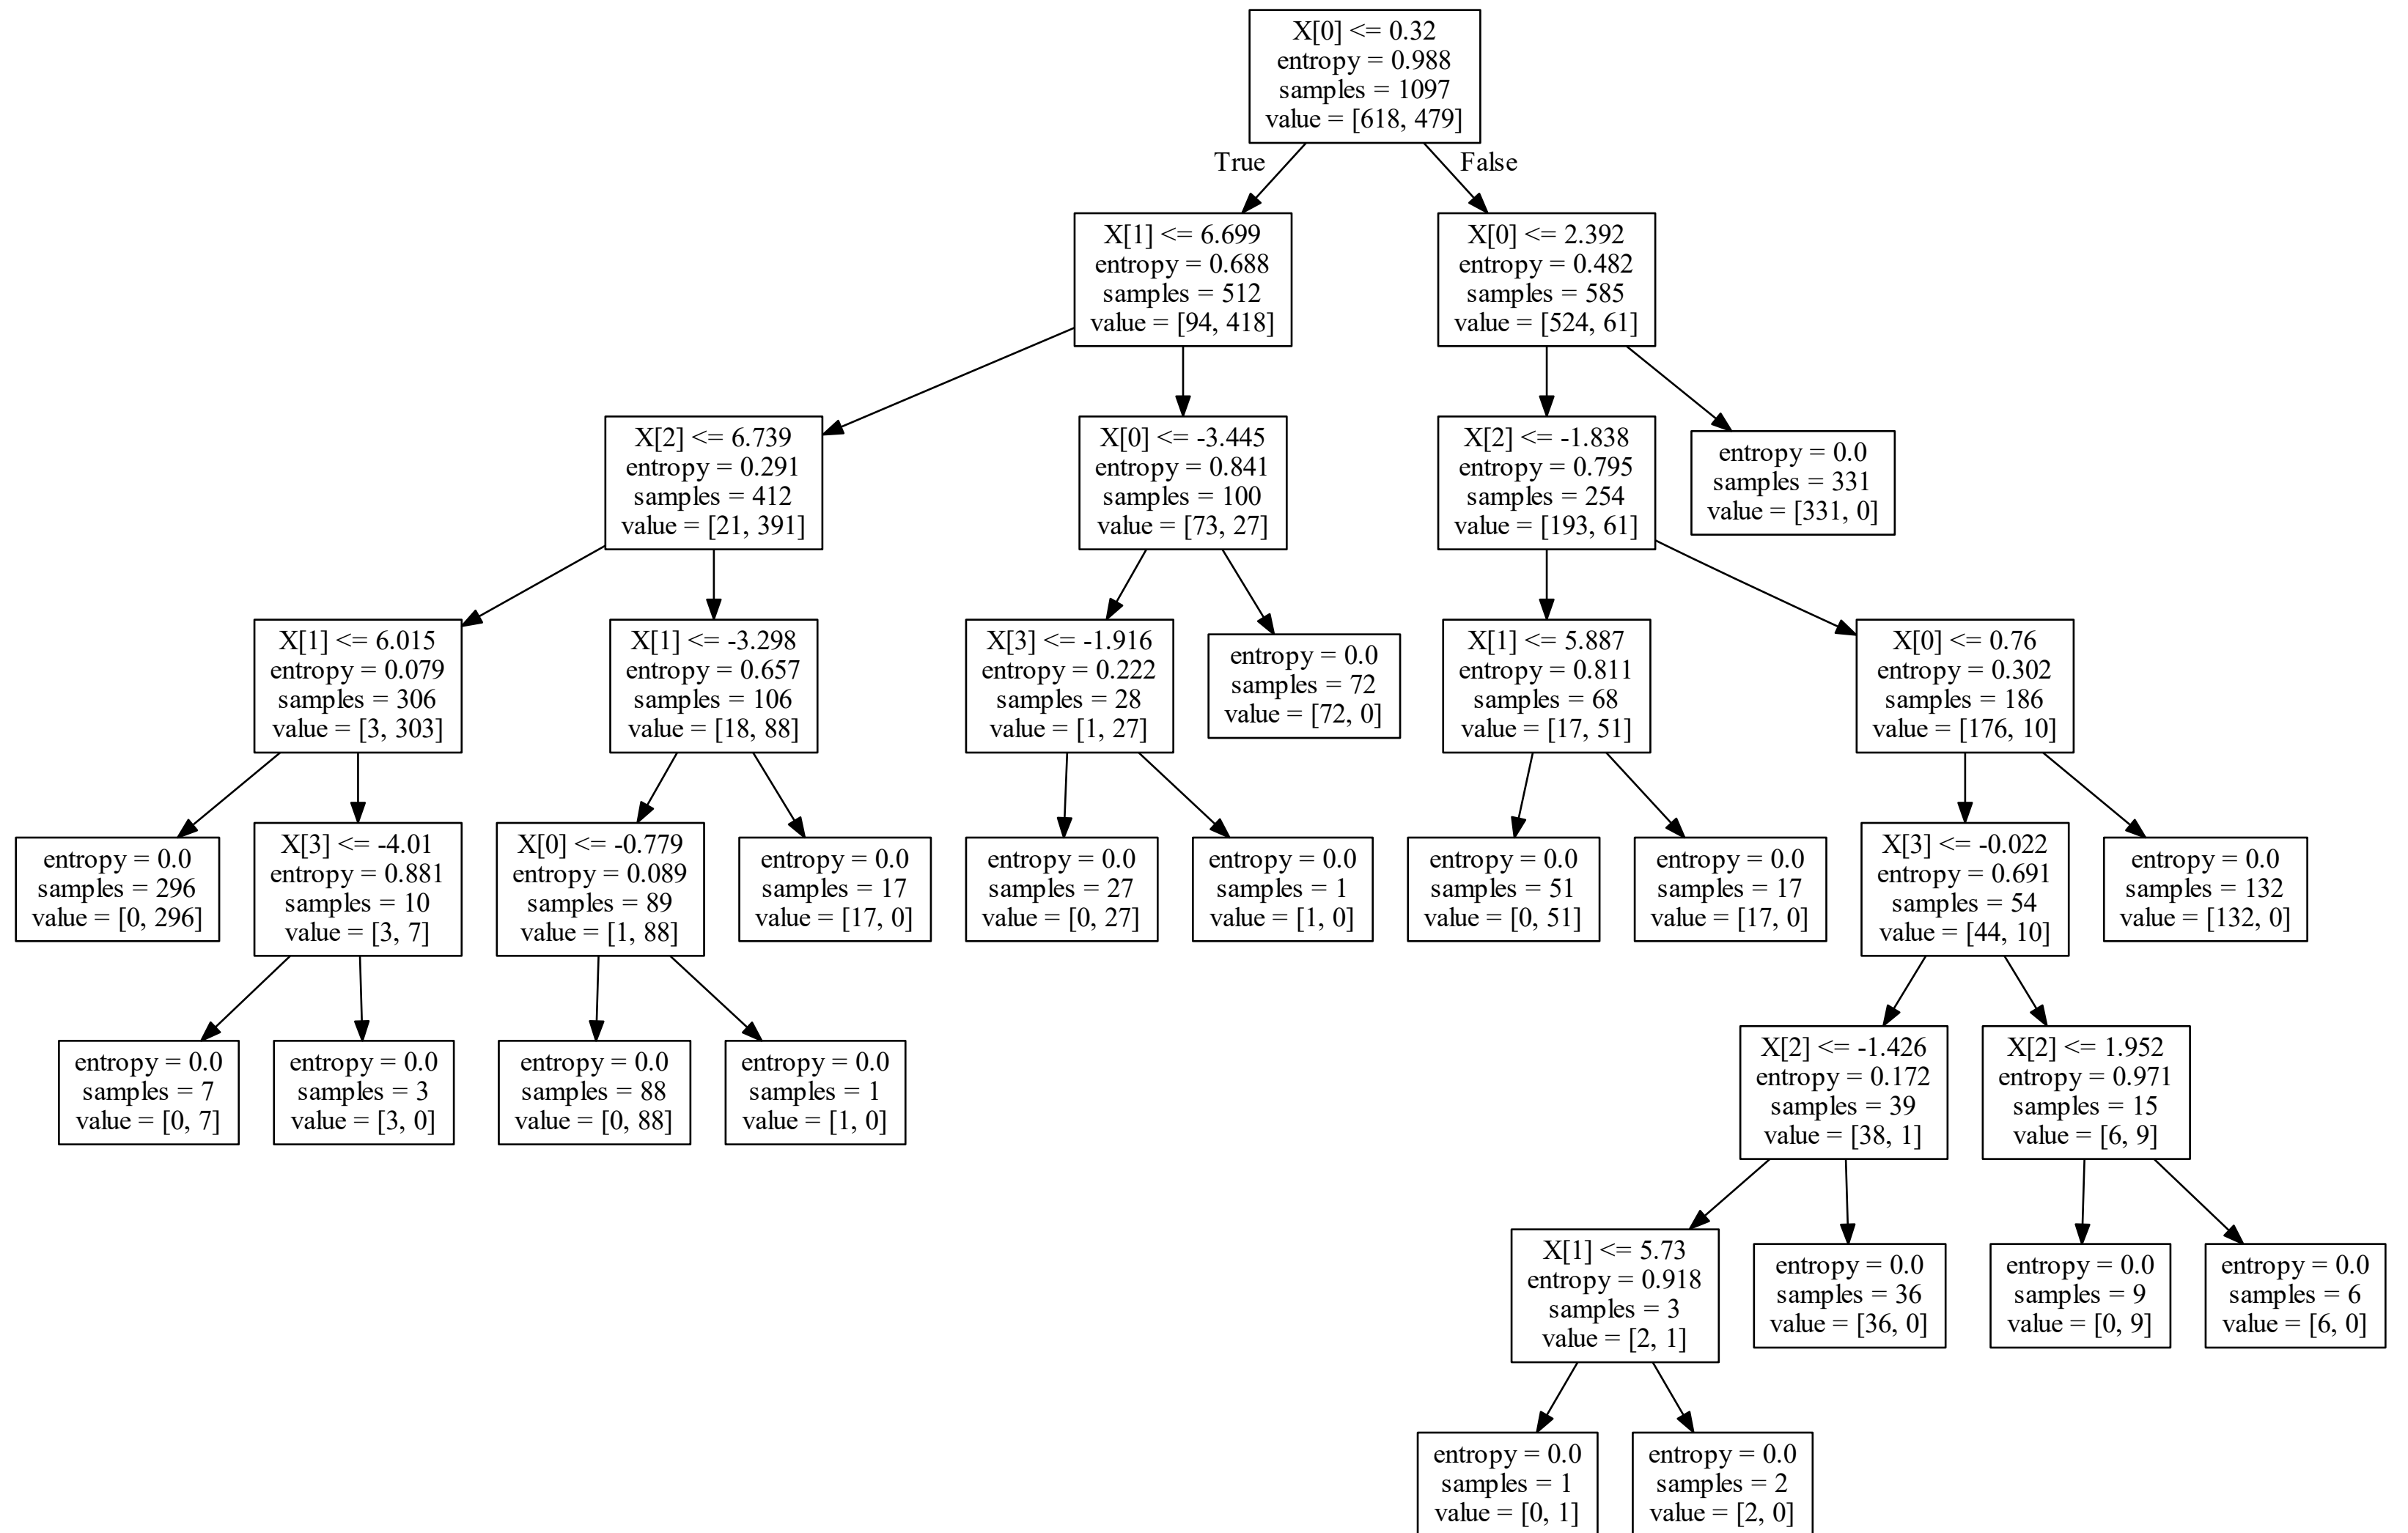 X[0] <= 0.32
entropy = 0.988
samples = 1097
value = [618, 479]
True
False
X[1] <= 6.699
entropy = 0.688
samples = 512
value = [94, 418]
X[0] <= 2.392
entropy = 0.482
samples = 585
value = [524, 61]
X[2] <= 6.739
entropy = 0.291
samples = 412
value = [21, 391]
X[0] <= -3.445
entropy = 0.841
samples = 100
value = [73, 27]
X[2] <= -1.838
entropy = 0.795
samples = 254
value = [193, 61]
entropy = 0.0
samples = 331
value = [331, 0]
X[1] <= 6.015
entropy = 0.079
samples = 306
value = [3, 303]
X[1] <= -3.298
entropy = 0.657
samples = 106
value = [18, 88]
X[3] <= -1.916
entropy = 0.222
samples = 28
value = [1, 27]
entropy = 0.0
samples = 72
value = [72, 0]
X[1] <= 5.887
entropy = 0.811
samples = 68
value = [17, 51]
X[0] <= 0.76
entropy = 0.302
samples = 186
value = [176, 10]
entropy = 0.0
samples = 296
value = [0, 296]
X[3] <= -4.01
entropy = 0.881
samples = 10
value = [3, 7]
X[0] <= -0.779
entropy = 0.089
samples = 89
value = [1, 88]
entropy = 0.0
samples = 17
value = [17, 0]
entropy = 0.0
samples = 27
value = [0, 27]
entropy = 0.0
samples = 1
value = [1, 0]
entropy = 0.0
samples = 51
value = [0, 51]
entropy = 0.0
samples = 17
value = [17, 0]
X[3] <= -0.022
entropy = 0.691
samples = 54
value = [44, 10]
entropy = 0.0
samples = 132
value = [132, 0]
entropy = 0.0
samples = 7
value = [0, 7]
entropy = 0.0
samples = 3
value = [3, 0]
entropy = 0.0
samples = 88
value = [0, 88]
entropy = 0.0
samples = 1
value = [1, 0]
X[2] <= -1.426
entropy = 0.172
samples = 39
value = [38, 1]
X[2] <= 1.952
entropy = 0.971
samples = 15
value = [6, 9]
X[1] <= 5.73
entropy = 0.918
samples = 3
value = [2, 1]
entropy = 0.0
samples = 36
value = [36, 0]
entropy = 0.0
samples = 9
value = [0, 9]
entropy = 0.0
samples = 6
value = [6, 0]
entropy = 0.0
samples = 1
value = [0, 1]
entropy = 0.0
samples = 2
value = [2, 0]